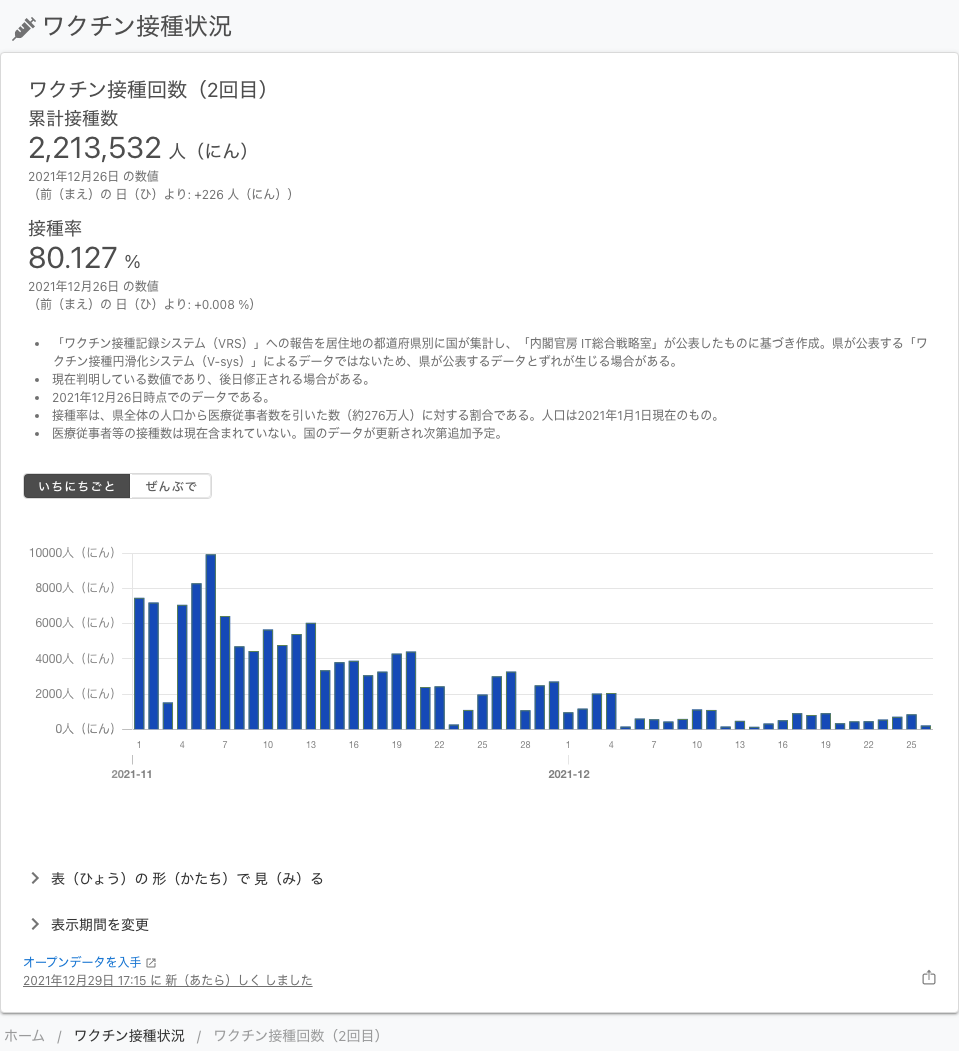 ワクチン接種状況
ワクチン接種回数（2回目）
累計接種数
2,213,532 人（にん）
2021年12月26日 の数値
（前（まえ）の 日（ひ）より: +226 人（にん））
接種率
80.127 %
2021年12月26日 の数値
（前（まえ）の 日（ひ）より: +0.008 %）
• 「ワクチン接種記録システム（VRS）」への報告を居住地の都道府県別に国が集計し、「内閣官房 IT総合戦略室」が公表したものに基づき作成。県が公表する「ワ
クチン接種円滑化システム（V-sys）」によるデータではないため、県が公表するデータとずれが生じる場合がある。
• 現在判明している数値であり、後日修正される場合がある。
• 2021年12月26日時点でのデータである。
• 接種率は、県全体の人口から医療従事者数を引いた数（約276万人）に対する割合である。人口は2021年1月1日現在のもの。
• 医療従事者等の接種数は現在含まれていない。国のデータが更新され次第追加予定。
いちにちごと ぜんぶで
10000人（にん）
8000人（にん）
6000人（にん）
4000人（にん）
2000人（にん）
0人（にん）
1 4 7 10 13 16 19 22 25 28 1 4 7 10 13 16 19 22 25
2021-11 2021-12
表（ひょう）の 形（かたち）で 見（み）る
表示期間を変更
オープンデータを入手
2021年12月29日 17:15 に 新（あたら）しく しました
ホーム / ワクチン接種状況 / ワクチン接種回数（2回目）